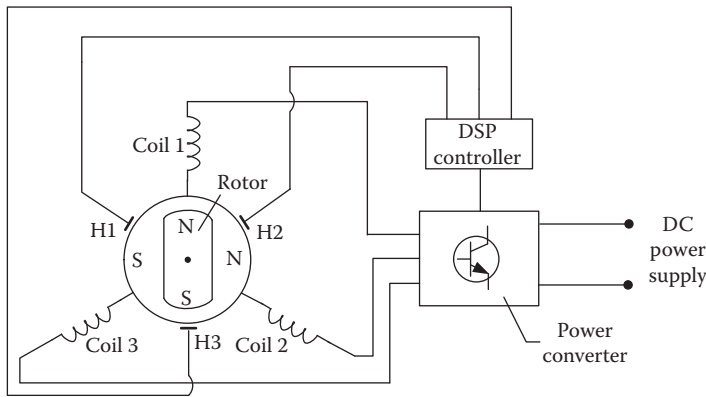 DSP
controller
Coil 1
Rotor
H1
N
H2
S
N
S
DC
power
supply
Coil 3
H3
Coil 2
Power
converter